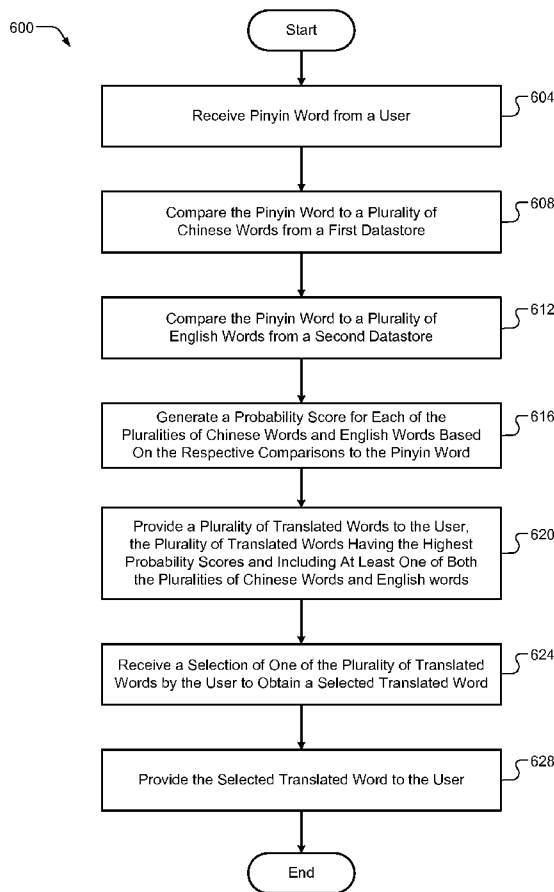 600
Start
Receive Pinyin Word from a User
604
Compare the Pinyin Word to a Plurality of
Chinese Words from a First Datastore
608
Compare the Pinyin Word to a Plurality of
English Words from a Second Datastore
612
Generate a Probability Score for Each of the
Pluralities of Chinese Words and English Words Based
On the Respective Comparisons to the Pinyin Word
616
Provide a Plurality of Translated Words to the User,
the Plurality of Translated Words Having the Highest
Probability Scores and Including At Least One of Both
the Pluralities of Chinese Words and English words
620
Receive a Selection of One of the Plurality of Translated
Words by the User to Obtain a Selected Translated Word
624
Provide the Selected Translated Word to the User
628
End